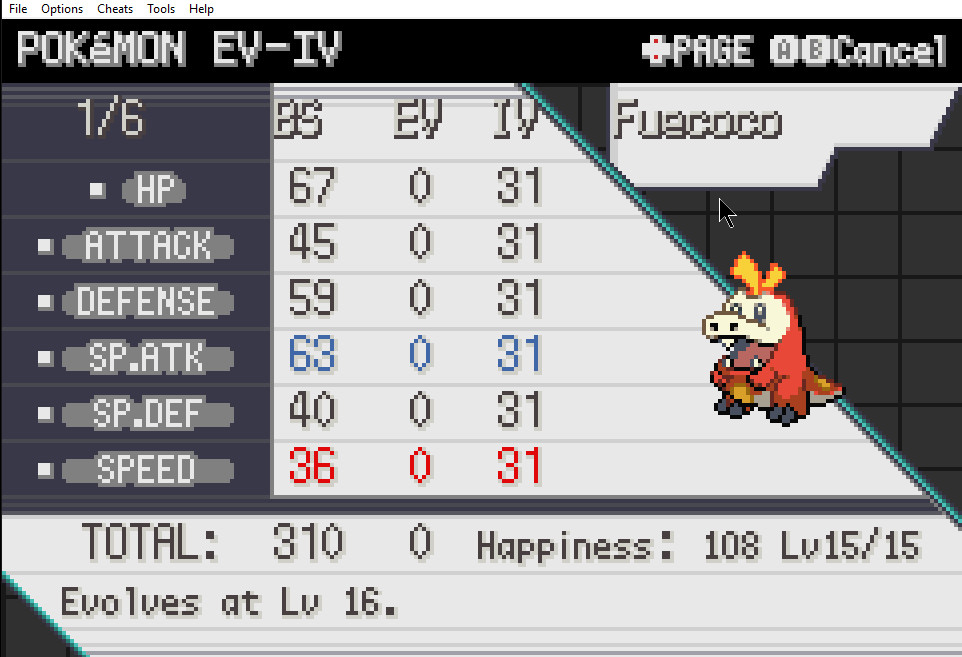 File Options Cheats Tools Help
POKéMON EV-IV PAGE A B Cancel
1/6 BS EV IV Fuecoco
HP 67 0 31
ATTACK 45 0 31
DEFENSE 59 0 31
SP.ATK 63 0 31
SP.DEF 40 0 31
SPEED 36 0 31
TOTAL: 310 0 Happiness: 108 Lv15/15
Evolves at Lv 16.